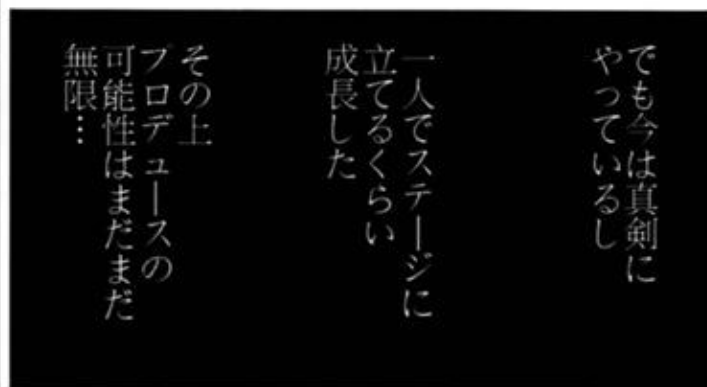 でも今は真剣に
やっているし
一人でステージに
立てるくらい
成長した
その上
プロデュースの
可能性はまだまだ
無限…